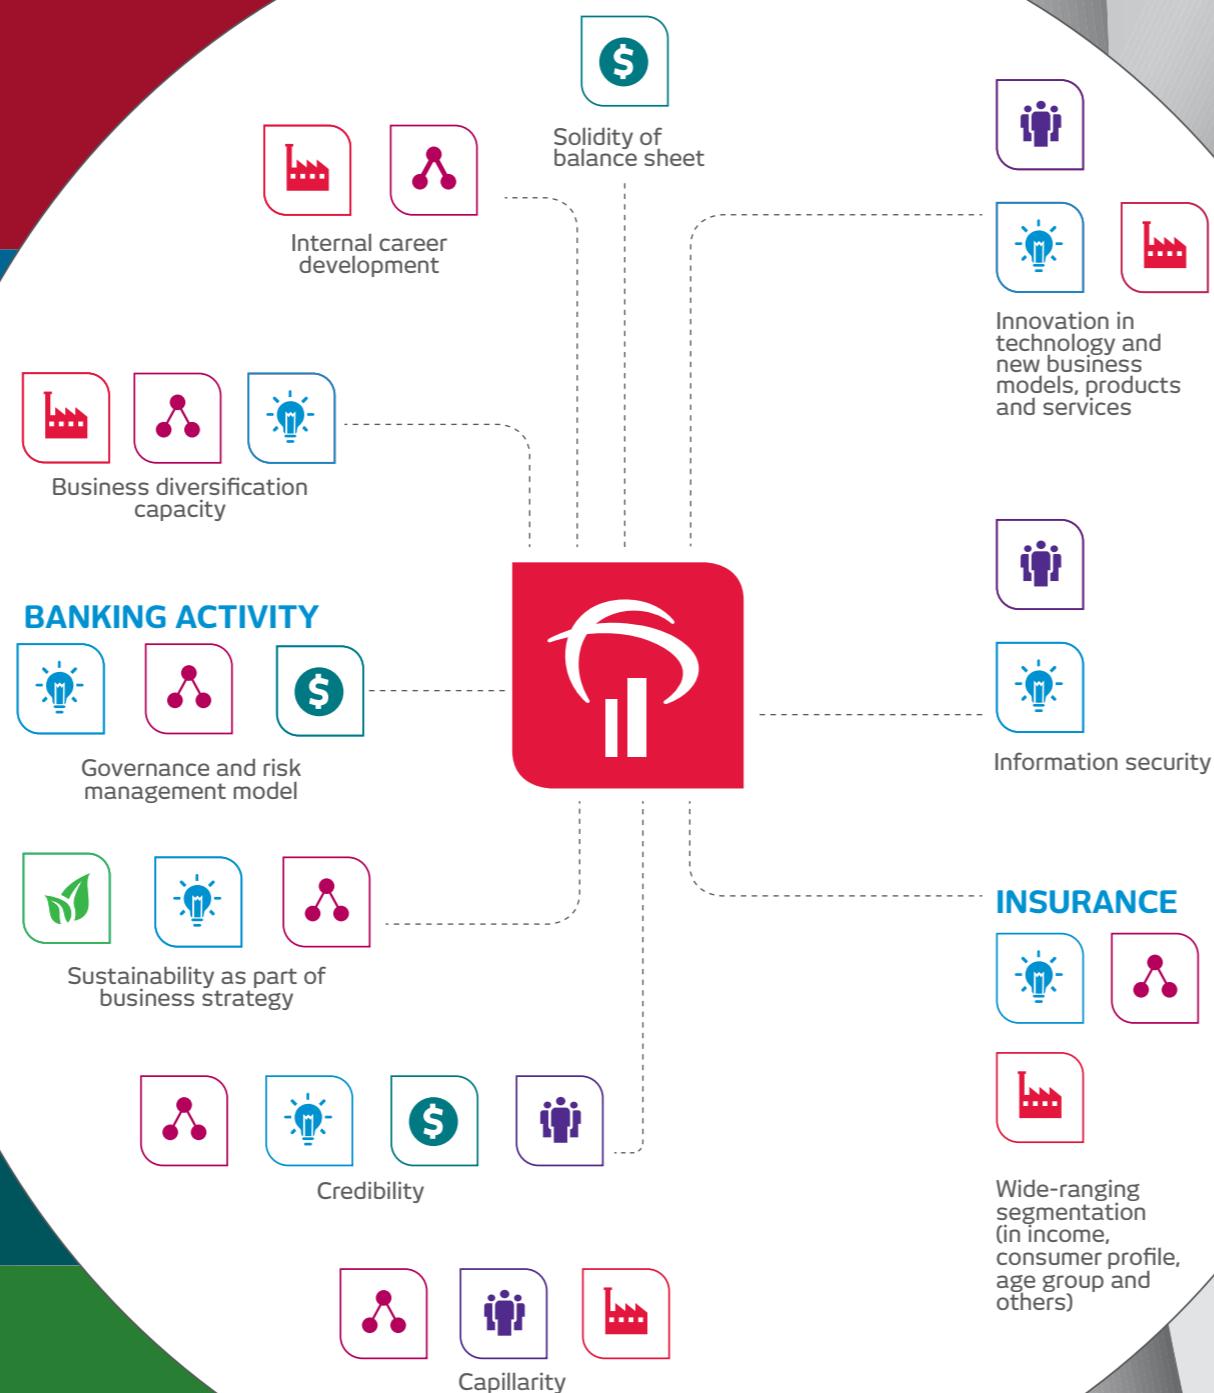 Solidity of
balance sheet
Internal career
development
Innovation in
technology and
new business
models, products
and services
Business diversification
capacity
BANKING ACTIVITY
Governance and risk
management model
Information security
Sustainability as part of
business strategy
INSURANCE
Credibility
Wide-ranging
segmentation
(in income,
consumer profile,
age group and
others)
Capillarity